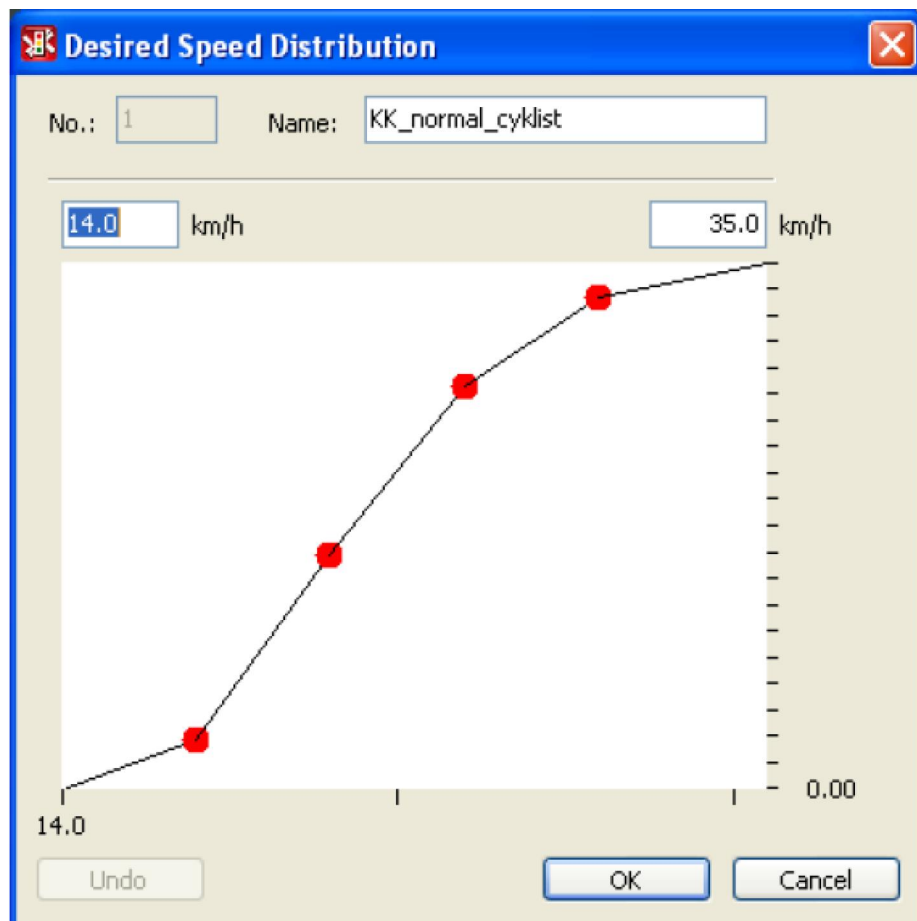 Desired Speed Distribution
No.: 1 Name: KK_normal_cyklist
14.0 km/h 35.0 km/h
0.00
14.0
Undo OK Cancel